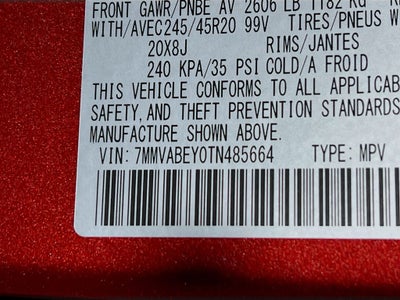 FRONT GAWR/PNBE AV 2606 LB 1182 KG
WITH/AVEC245/45R20 99V TIRES/PNEUS W
20X8J RIMS/JANTES
240 KPA/35 PSI COLD/A FROID
THIS VEHICLE CONFORMS TO ALL APPLICAB
SAFETY, AND THEFT PREVENTION STANDARDS
MANUFACTURE SHOWN ABOVE.
VIN: 7MMVABEY0TN485664 TYPE: MPV